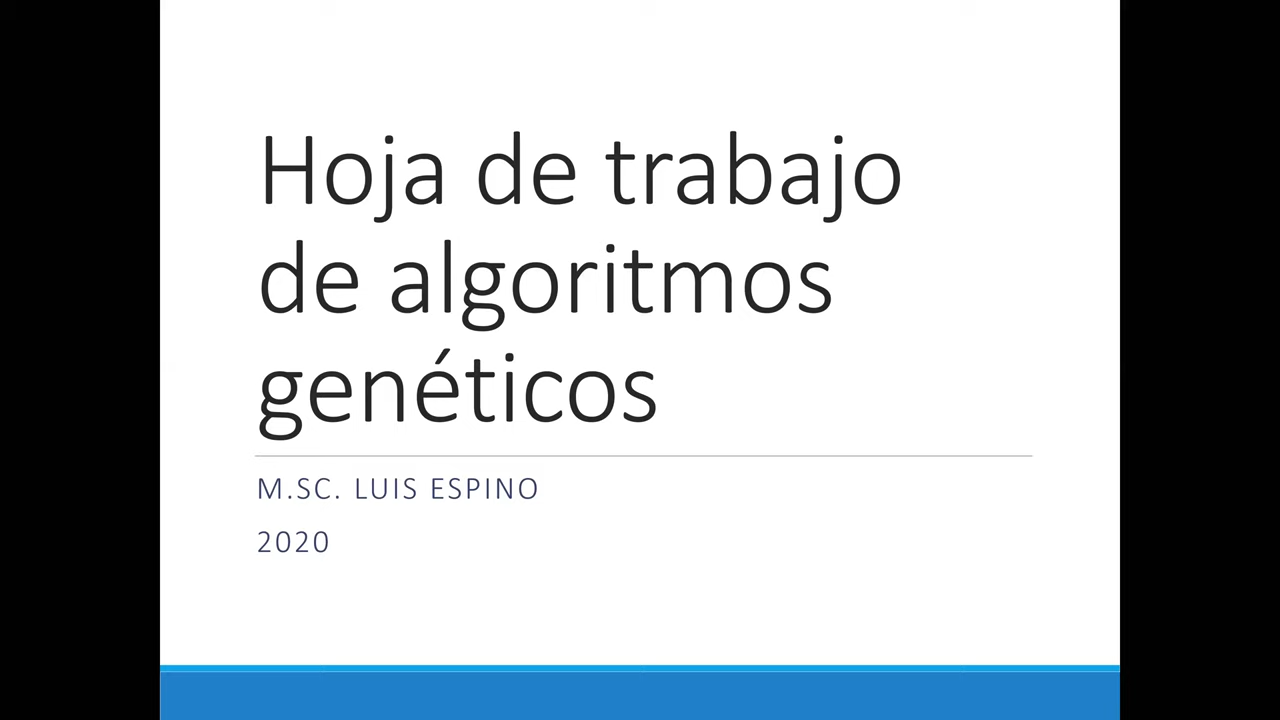 Hoja de trabajo
de algoritmos
genéticos
M.SC. LUIS ESPINO
2020